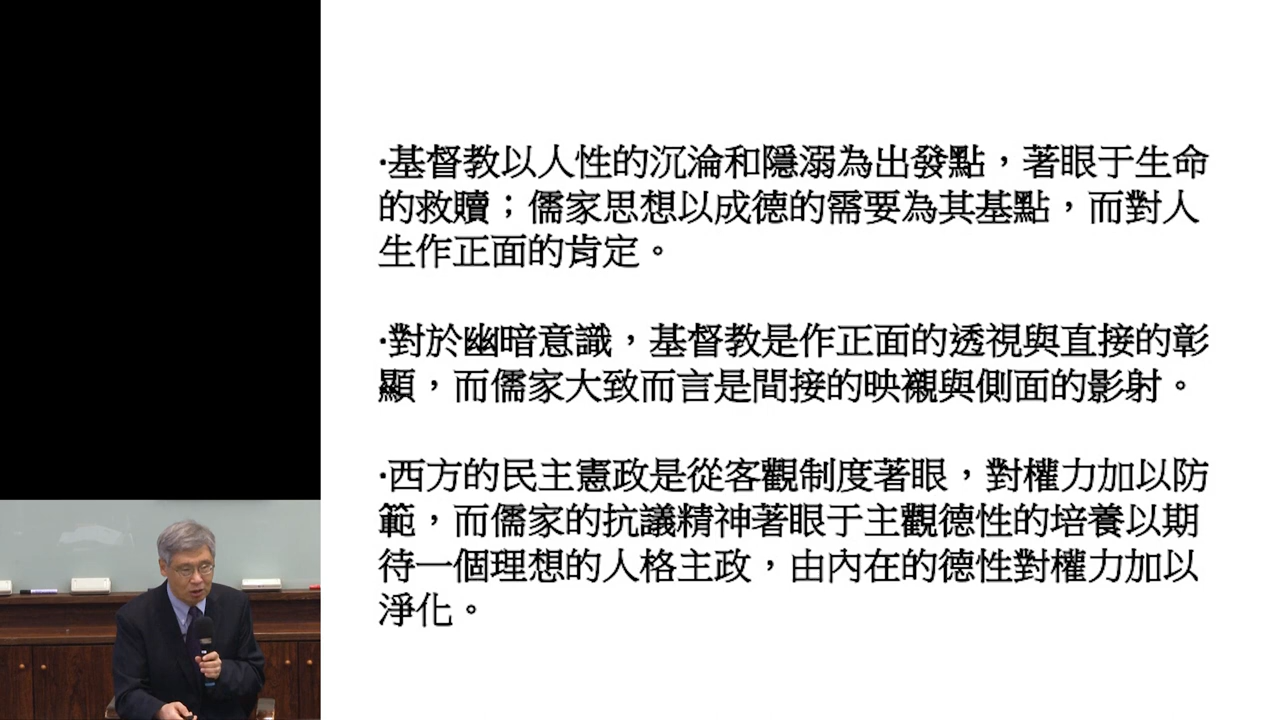 ·基督教以人性的沉淪和隱溺為出發點，著眼于生命
的救贖；儒家思想以成德的需要為其基點，而對人
生作正面的肯定。
·對於幽暗意識，基督教是作正面的透視與直接的彰
顯，而儒家大致而言是間接的映襯與側面的影射。
·西方的民主憲政是從客觀制度著眼，對權力加以防
範，而儒家的抗議精神著眼于主觀德性的培養以期
待一個理想的人格主政，由內在的德性對權力加以
淨化。